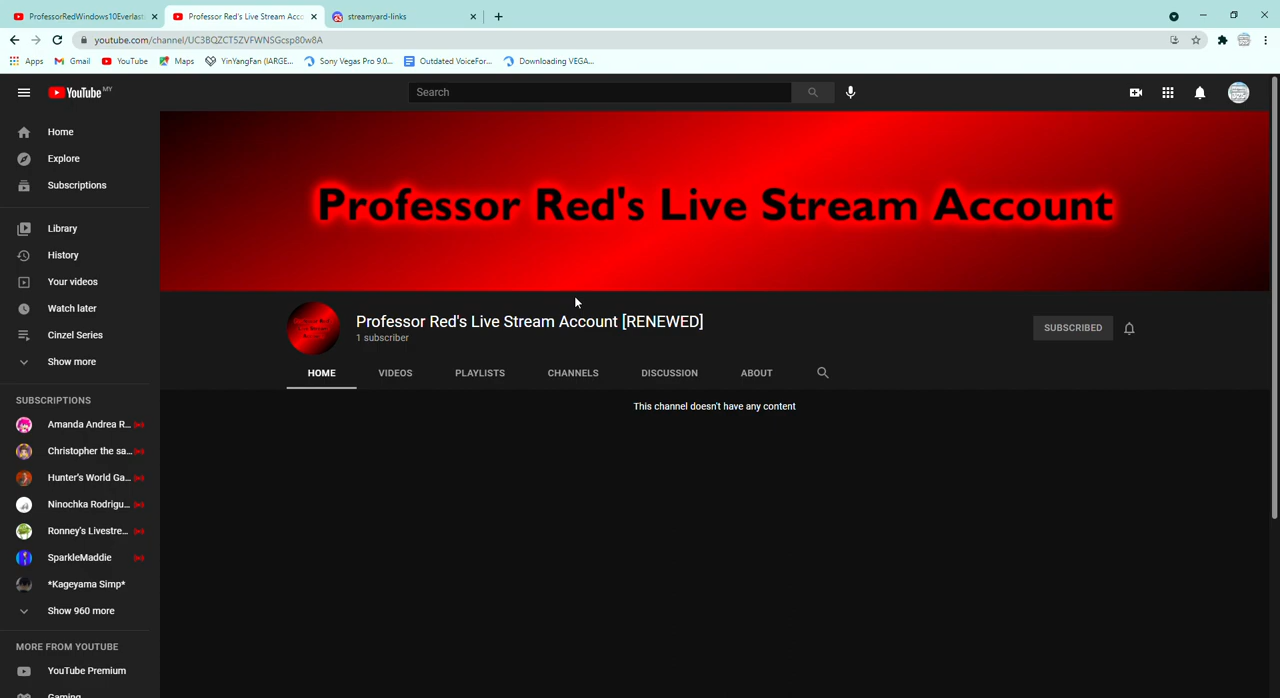 ProfessorRedWindows10Everlast
Professor Red's Live Stream Acco
streamyard-links
youtube.com/channel/UC3BQZCT5ZVFWNSGcsp80w8A
Apps
Gmail
YouTube
Maps
YinYangFan (lARGE...
Sony Vegas Pro 9.0...
Outdated VoiceFor...
Downloading VEGA...
YouTube MY
Search
Home
Explore
Subscriptions
Library
History
Your videos
Watch later
Cinzel Series
Show more
SUBSCRIPTIONS
Amanda Andrea R...
Christopher the sa...
Hunter's World Ga...
Ninochka Rodrigu...
Ronney's Livestre...
SparkleMaddie
*Kageyama Simp*
Show 960 more
MORE FROM YOUTUBE
YouTube Premium
Gaming
Professor Red's Live Stream Account
Professor Red's Live Stream Account [RENEWED]
1 subscriber
SUBSCRIBED
HOME
VIDEOS
PLAYLISTS
CHANNELS
DISCUSSION
ABOUT
This channel doesn't have any content